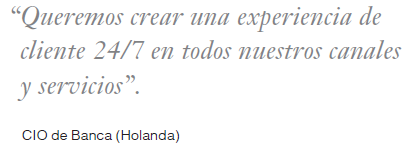 “Queremos crear una experiencia de
cliente 24/7 en todos nuestros canales
y servicios”.
CIO de Banca (Holanda)